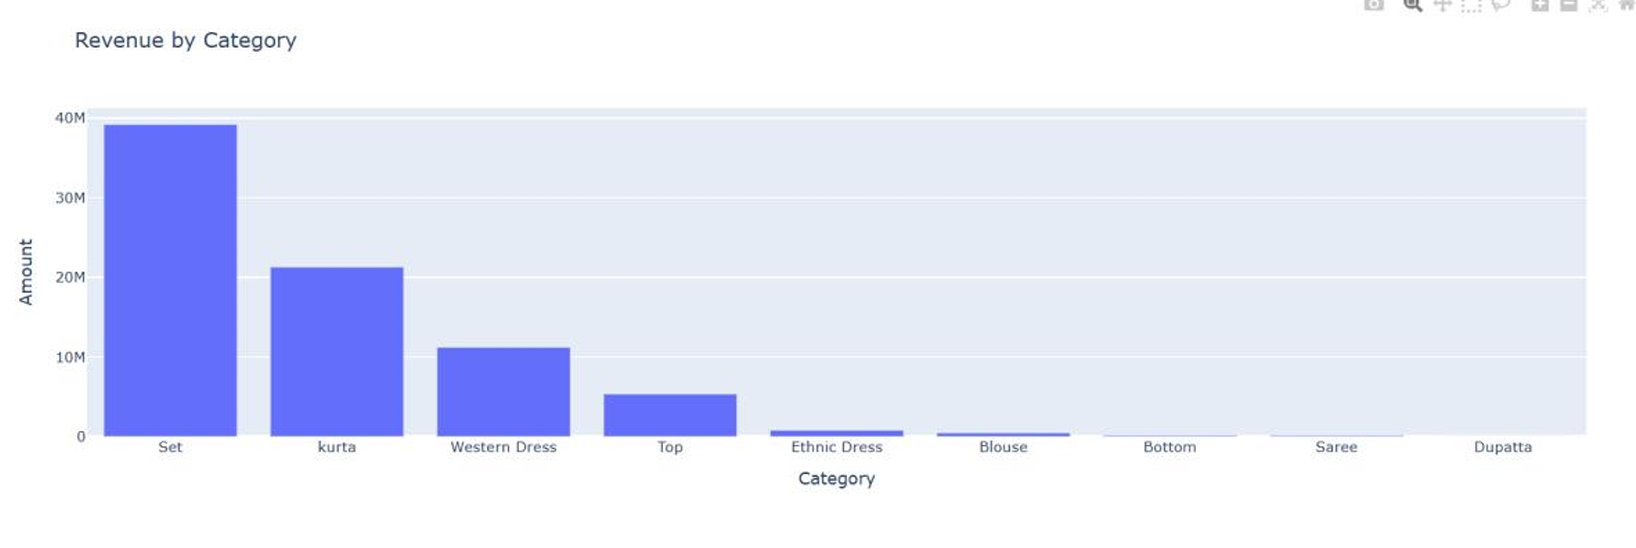 Revenue by Category
Amount
40M
30M
20M
10M
0
Set kurta Western Dress Top Ethnic Dress Blouse Bottom Saree Dupatta
Category